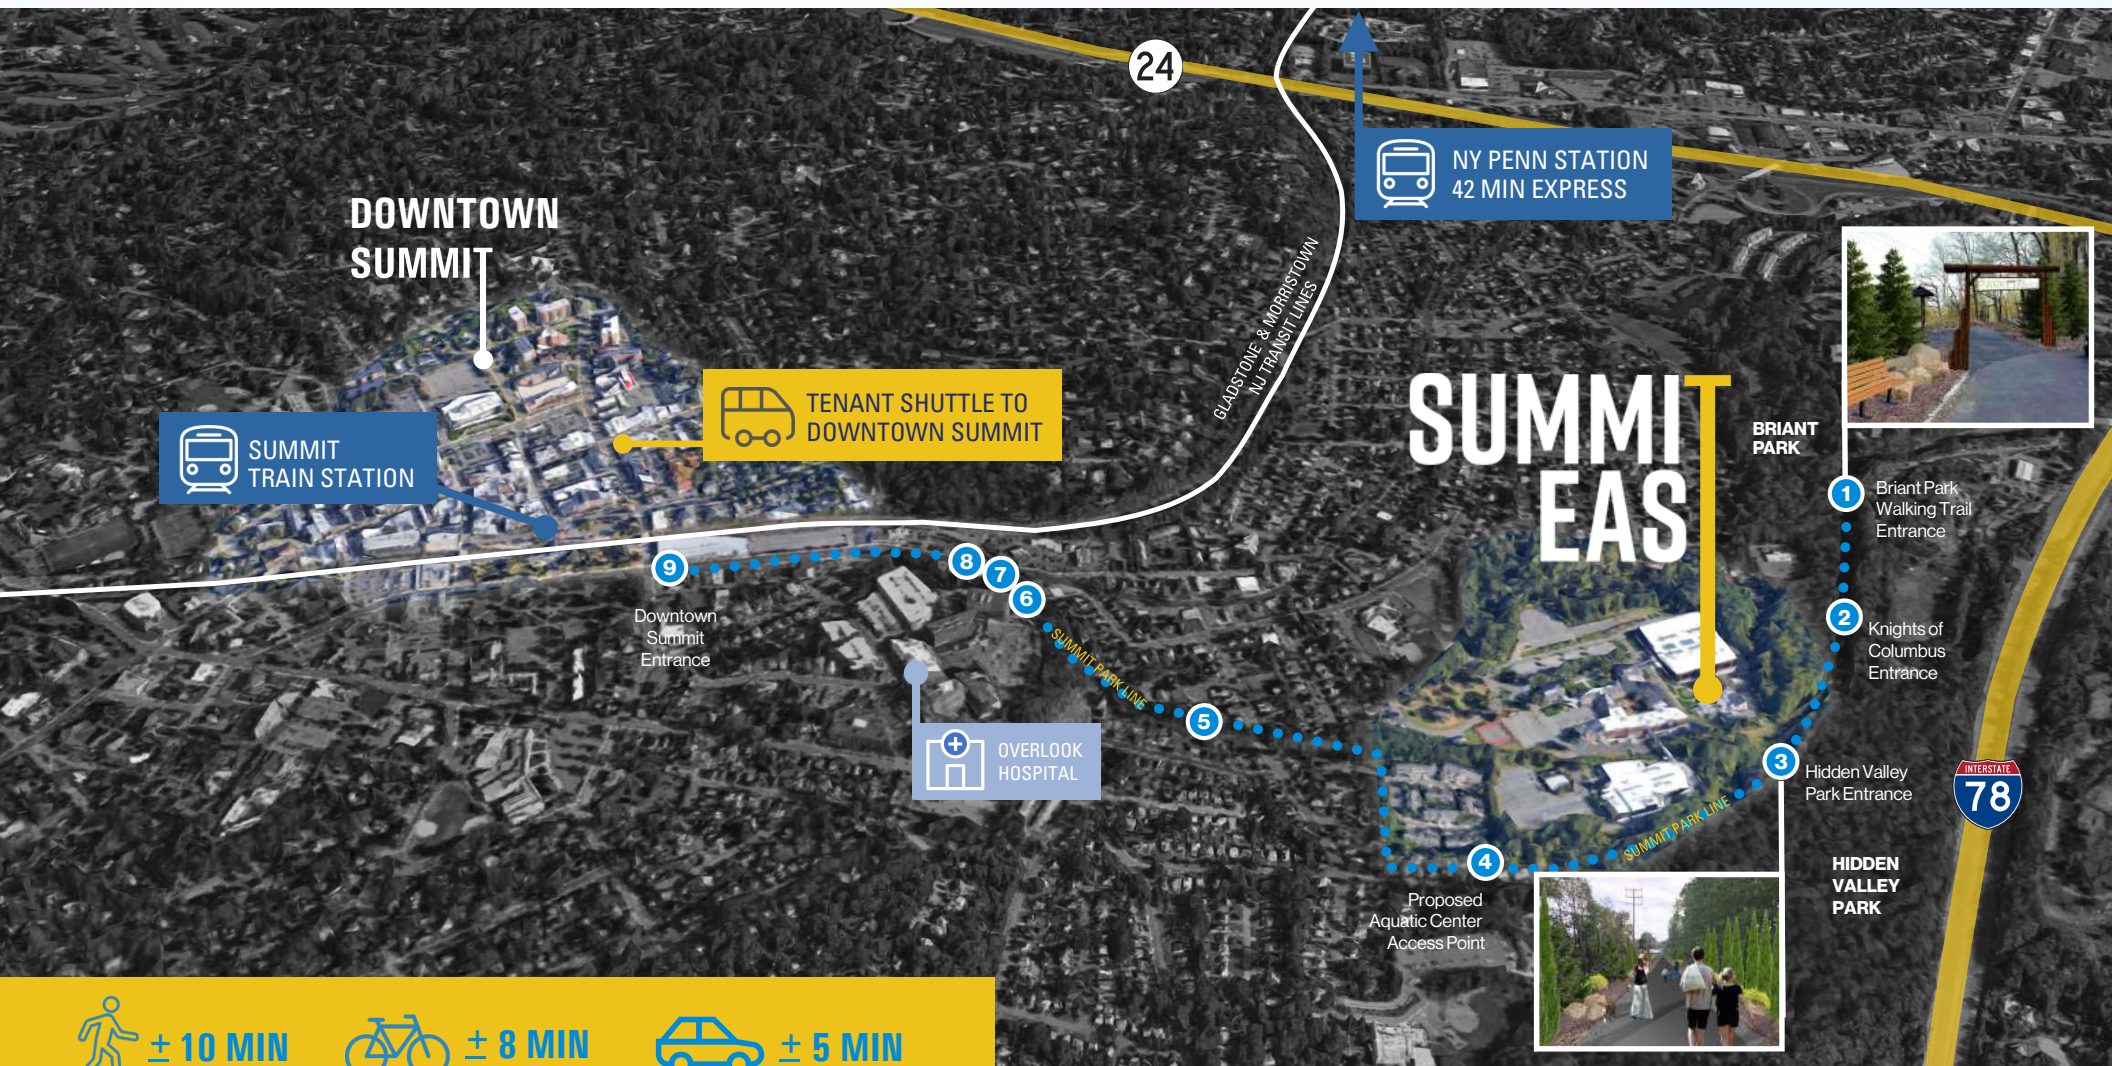 24
NY PENN STATION
42 MIN EXPRESS
DOWNTOWN
SUMMIT
GLADSTONE & MORRISTOWN
NJ TRANSIT LINES
TENANT SHUTTLE TO
DOWNTOWN SUMMIT
SUMMIT
TRAIN STATION
SUMMIT
EAS
BRIANT
PARK
1
Briant Park
Walking Trail
Entrance
2
Knights of
Columbus
Entrance
3
Hidden Valley
Park Entrance
INTERSTATE
78
HIDDEN
VALLEY
PARK
SUMMIT PARK LINE
4
Proposed
Aquatic Center
Access Point
5
SUMMIT PARK LINE
6
7
8
9
Downtown
Summit
Entrance
OVERLOOK
HOSPITAL
± 10 MIN
± 8 MIN
± 5 MIN